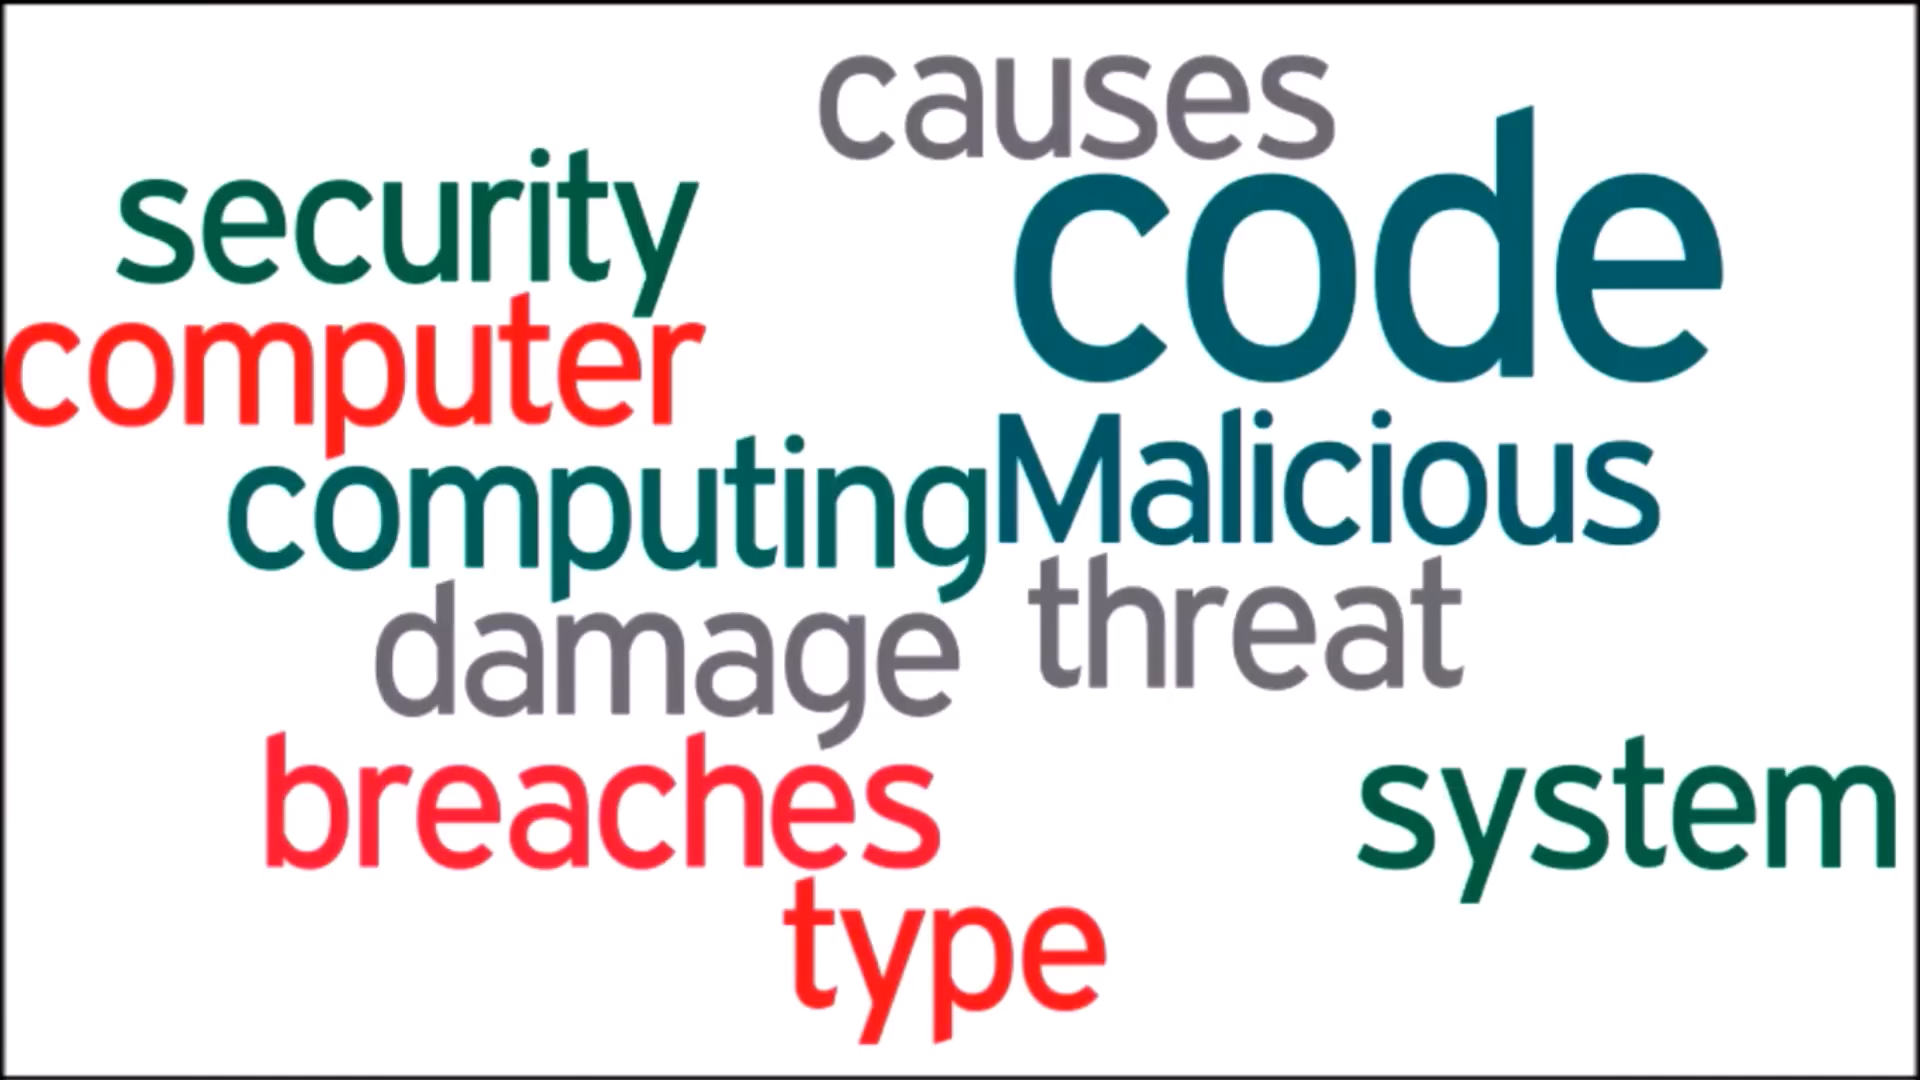 causes
security
code
computer
computing
Malicious
damage
threat
breaches
system
type